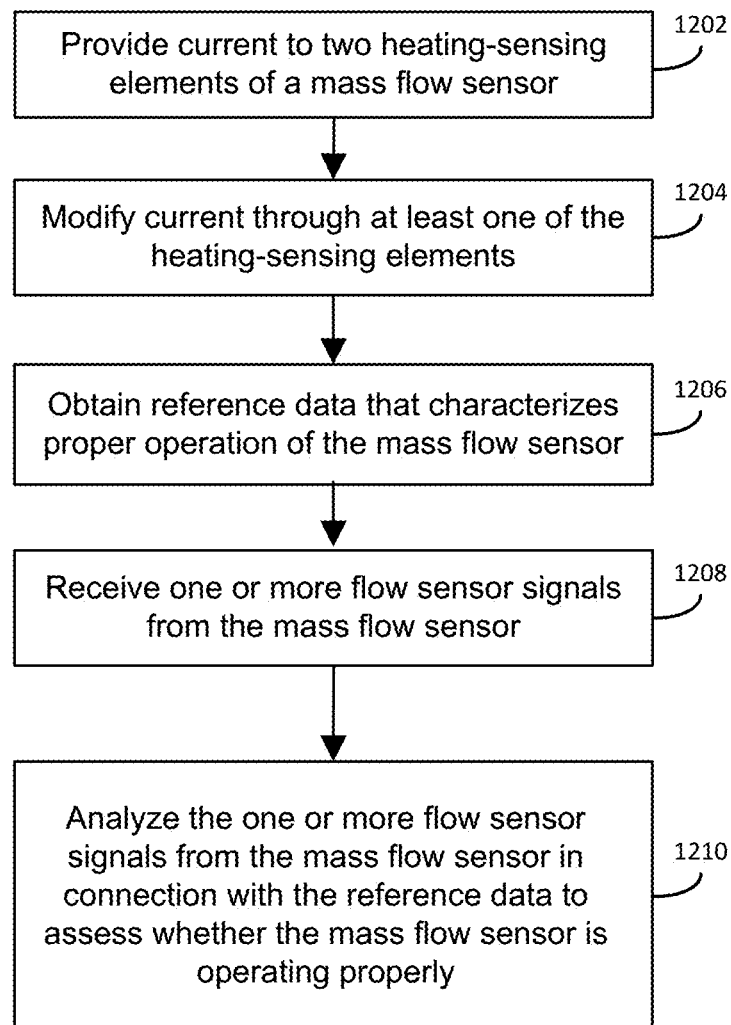 Provide current to two heating-sensing
elements of a mass flow sensor
1202
Modify current through at least one of the
heating-sensing elements
1204
Obtain reference data that characterizes
proper operation of the mass flow sensor
1206
Receive one or more flow sensor signals
from the mass flow sensor
1208
Analyze the one or more flow sensor
signals from the mass flow sensor in
connection with the reference data to
assess whether the mass flow sensor is
operating properly
1210